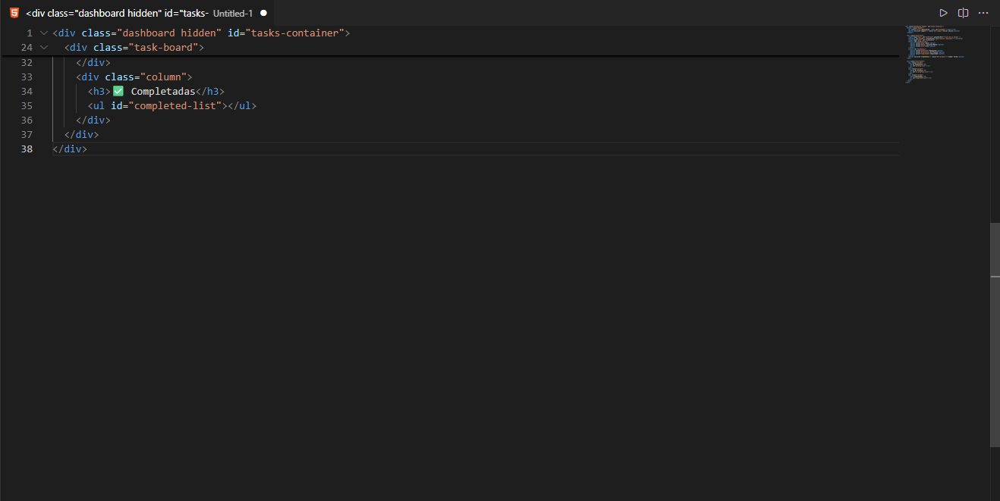 <div class="dashboard hidden" id="tasks- Untitled-1
1 <div class="dashboard hidden" id="tasks-container">
24 <div class="task-board">
32 </div>
33 <div class="column">
34 <h3>✅ Completadas</h3>
35 <ul id="completed-list"></ul>
36 </div>
37 </div>
38 </div>